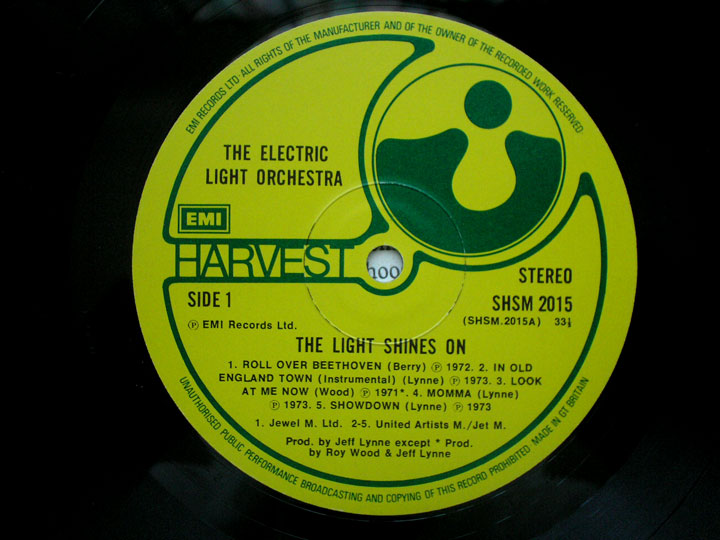 EMI RECORDS LTD · ALL RIGHTS OF THE MANUFACTURER AND OF THE OWNER OF THE RECORDED WORK RESERVED
THE ELECTRIC
LIGHT ORCHESTRA
EMI
HARVEST
hoo
STEREO
SIDE 1
SHSM 2015
(SHSM.2015A) 33⅓
Ⓟ EMI Records Ltd.
THE LIGHT SHINES ON
1. ROLL OVER BEETHOVEN (Berry) Ⓟ 1972. 2. IN OLD
ENGLAND TOWN (Instrumental) (Lynne) Ⓟ 1973. 3. LOOK
AT ME NOW (Wood) Ⓟ 1971*. 4. MOMMA (Lynne)
Ⓟ 1973. 5. SHOWDOWN (Lynne) Ⓟ 1973
1. Jewel M. Ltd. 2-5. United Artists M./Jet M.
Prod. by Jeff Lynne except * Prod.
by Roy Wood & Jeff Lynne
UNAUTHORISED PUBLIC PERFORMANCE BROADCASTING AND COPYING OF THIS RECORD PROHIBITED · MADE IN GT. BRITAIN